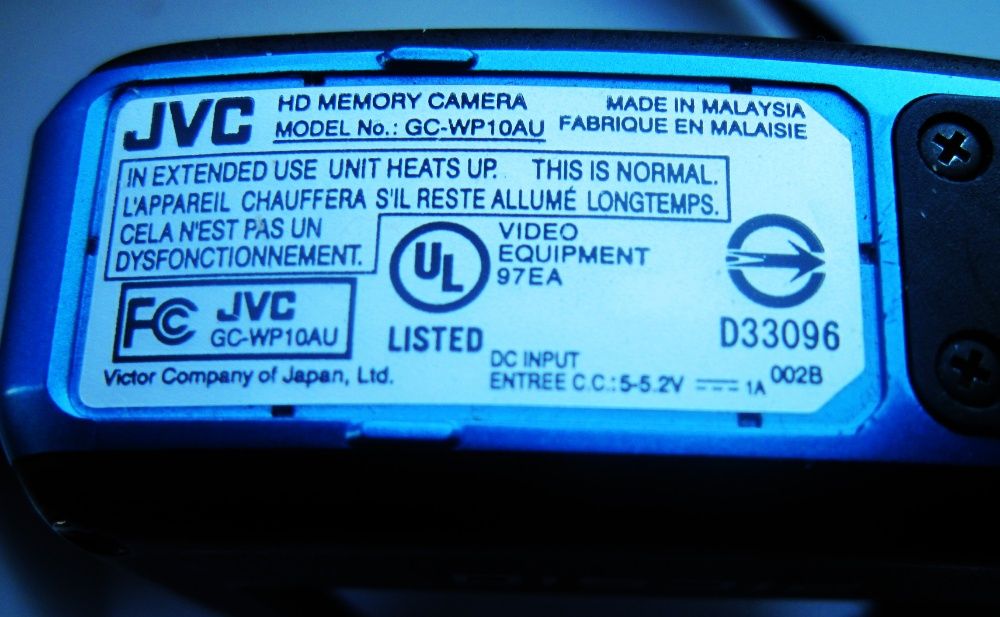 JVC
HD MEMORY CAMERA
MODEL No.: GC-WP10AU
MADE IN MALAYSIA
FABRIQUE EN MALAISIE
IN EXTENDED USE UNIT HEATS UP. THIS IS NORMAL.
L'APPAREIL CHAUFFERA S'IL RESTE ALLUMÉ LONGTEMPS.
CELA N'EST PAS UN
DYSFONCTIONNEMENT.
UL
LISTED
VIDEO
EQUIPMENT
97EA
D33096
FC JVC
GC-WP10AU
Victor Company of Japan, Ltd.
DC INPUT
ENTREE C.C.: 5-5.2V ⎓ 1A
002B